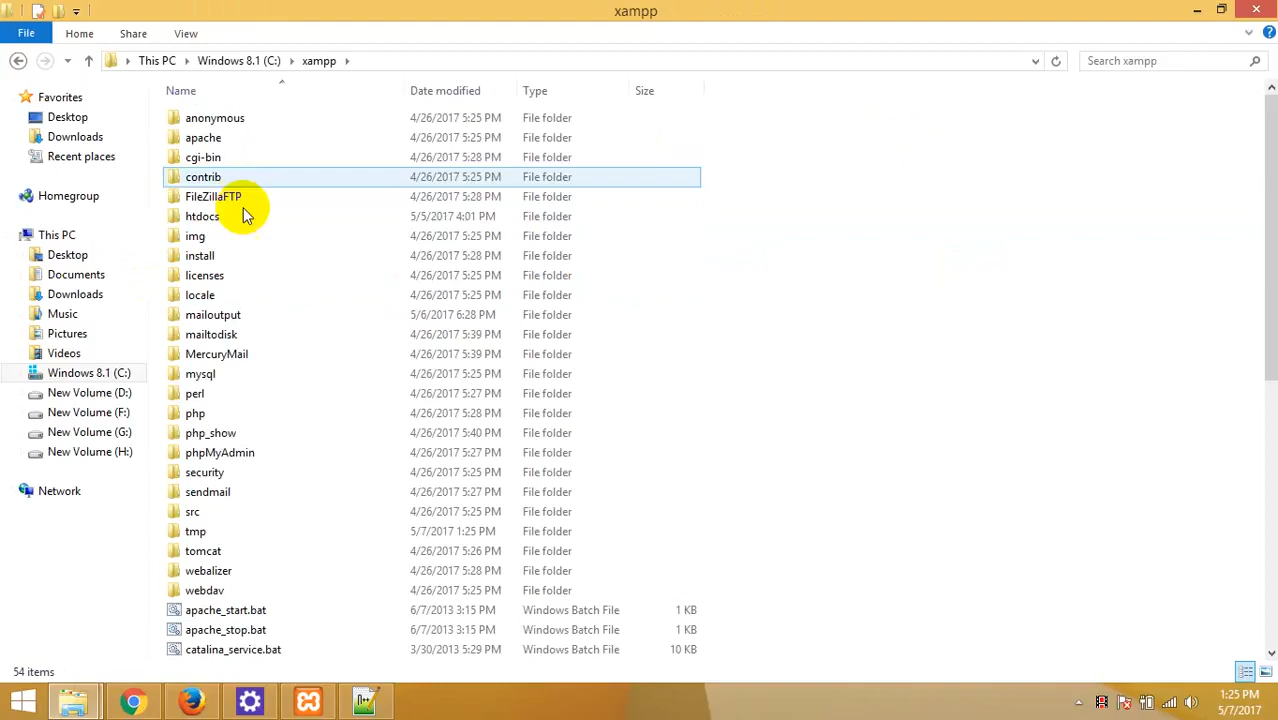 xampp
File Home Share View
This PC Windows 8.1 (C:) xampp Search xampp
Name Date modified Type Size
Favorites
Desktop
Downloads
Recent places
Homegroup
This PC
Desktop
Documents
Downloads
Music
Pictures
Videos
Windows 8.1 (C:)
New Volume (D:)
New Volume (F:)
New Volume (G:)
New Volume (H:)
Network
anonymous 4/26/2017 5:25 PM File folder
apache 4/26/2017 5:25 PM File folder
cgi-bin 4/26/2017 5:28 PM File folder
contrib 4/26/2017 5:25 PM File folder
FileZillaFTP 4/26/2017 5:28 PM File folder
htdocs 5/5/2017 4:01 PM File folder
img 4/26/2017 5:25 PM File folder
install 4/26/2017 5:28 PM File folder
licenses 4/26/2017 5:25 PM File folder
locale 4/26/2017 5:25 PM File folder
mailoutput 5/6/2017 6:28 PM File folder
mailtodisk 4/26/2017 5:39 PM File folder
MercuryMail 4/26/2017 5:39 PM File folder
mysql 4/26/2017 5:25 PM File folder
perl 4/26/2017 5:27 PM File folder
php 4/26/2017 5:28 PM File folder
php_show 4/26/2017 5:40 PM File folder
phpMyAdmin 4/26/2017 5:27 PM File folder
security 4/26/2017 5:25 PM File folder
sendmail 4/26/2017 5:27 PM File folder
src 4/26/2017 5:25 PM File folder
tmp 5/7/2017 1:25 PM File folder
tomcat 4/26/2017 5:26 PM File folder
webalizer 4/26/2017 5:28 PM File folder
webdav 4/26/2017 5:25 PM File folder
apache_start.bat 6/7/2013 3:15 PM Windows Batch File 1 KB
apache_stop.bat 6/7/2013 3:15 PM Windows Batch File 1 KB
catalina_service.bat 3/30/2013 5:29 PM Windows Batch File 10 KB
54 items
1:25 PM
5/7/2017